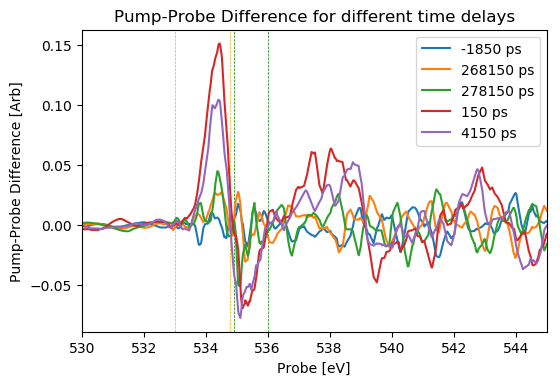 Pump-Probe Difference for different time delays
Pump-Probe Difference [Arb]
0.15
0.10
0.05
0.00
−0.05
-1850 ps
268150 ps
278150 ps
150 ps
4150 ps
530 532 534 536 538 540 542 544
Probe [eV]